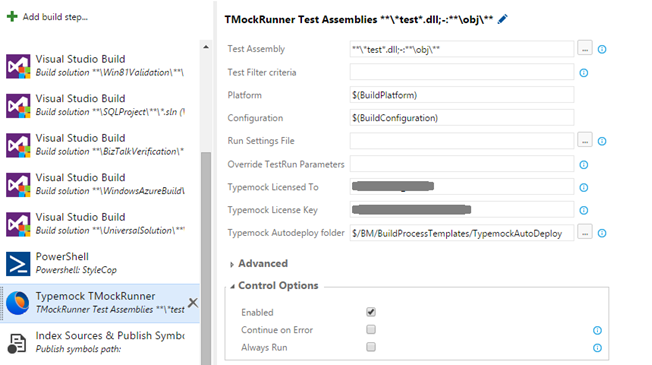 Add build step...
Visual Studio Build
Build solution **\Win81Validation\**\
Visual Studio Build
Build solution **\SQLProject\**\*.sln (\
Visual Studio Build
Build solution **\BizTalkVerification\*
Visual Studio Build
Build solution **\WindowsAzureBuild\
Visual Studio Build
Build solution **\UniversalSolution\**
PowerShell
Powershell: StyleCop
Typemock TMockRunner
TMockRunner Test Assemblies **\*test
Index Sources & Publish Symbo
Publish symbols path:
TMockRunner Test Assemblies **\*test*.dll;-:**\obj\**
Test Assembly **\*test*.dll;-:**\obj\** ...
Test Filter criteria
Platform $(BuildPlatform)
Configuration $(BuildConfiguration)
Run Settings File ...
Override TestRun Parameters
Typemock Licensed To
Typemock License Key
Typemock Autodeploy folder $/BM/BuildProcessTemplates/TypemockAutoDeploy ...
Advanced
Control Options
Enabled
Continue on Error
Always Run